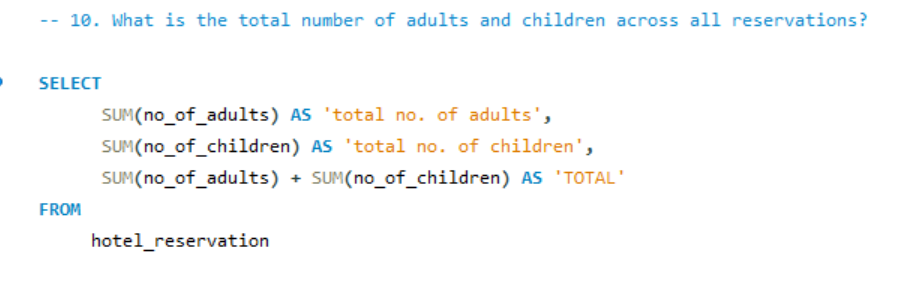 -- 10. What is the total number of adults and children across all reservations?
SELECT
SUM(no_of_adults) AS 'total no. of adults',
SUM(no_of_children) AS 'total no. of children',
SUM(no_of_adults) + SUM(no_of_children) AS 'TOTAL'
FROM
hotel_reservation